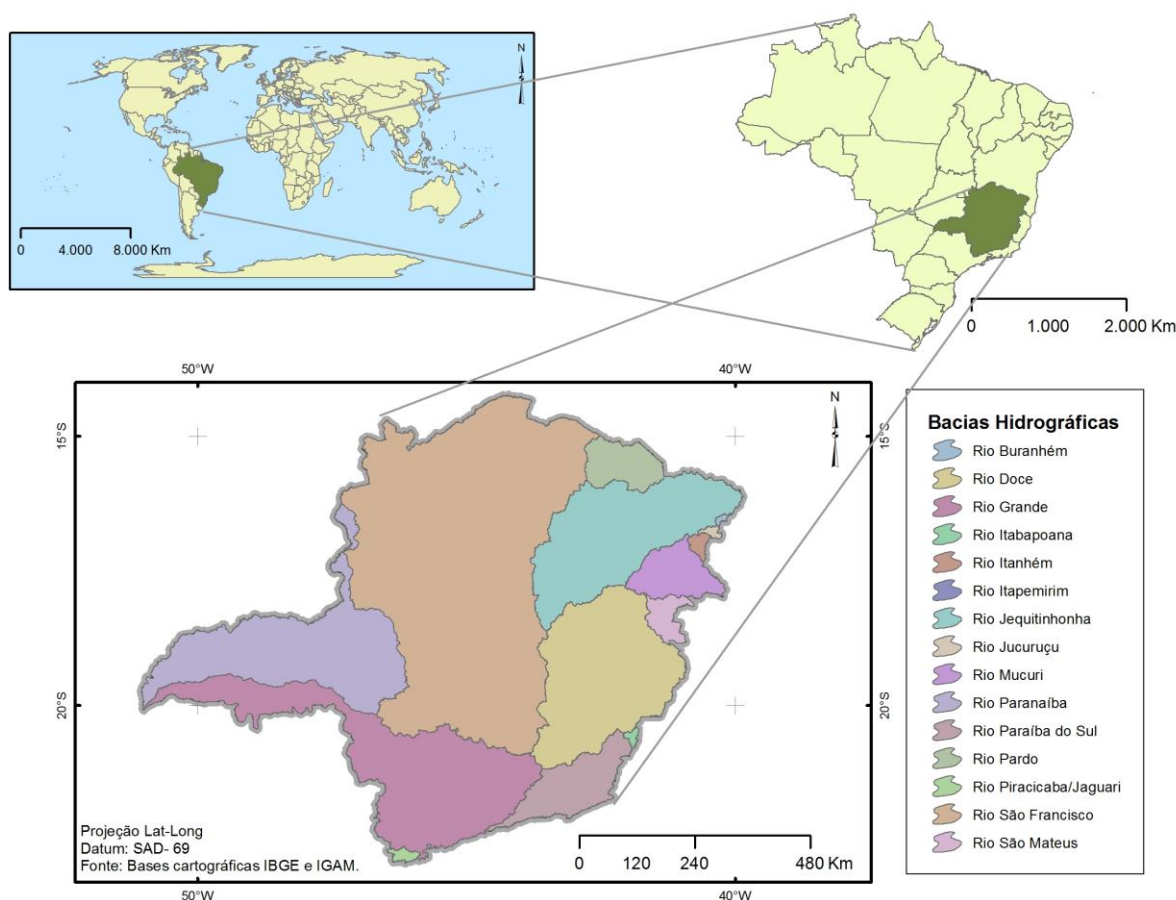 N
0 4.000 8.000 Km
0 1.000 2.000 Km
50°W 40°W
15°S 15°S
N
20°S 20°S
Projeção Lat-Long
Datum: SAD- 69
Fonte: Bases cartográficas IBGE e IGAM.
0 120 240 480 Km
50°W 40°W
Bacias Hidrográficas
Rio Buranhém
Rio Doce
Rio Grande
Rio Itabapoana
Rio Itanhém
Rio Itapemirim
Rio Jequitinhonha
Rio Jucuruçu
Rio Mucuri
Rio Paranaíba
Rio Paraíba do Sul
Rio Pardo
Rio Piracicaba/Jaguari
Rio São Francisco
Rio São Mateus